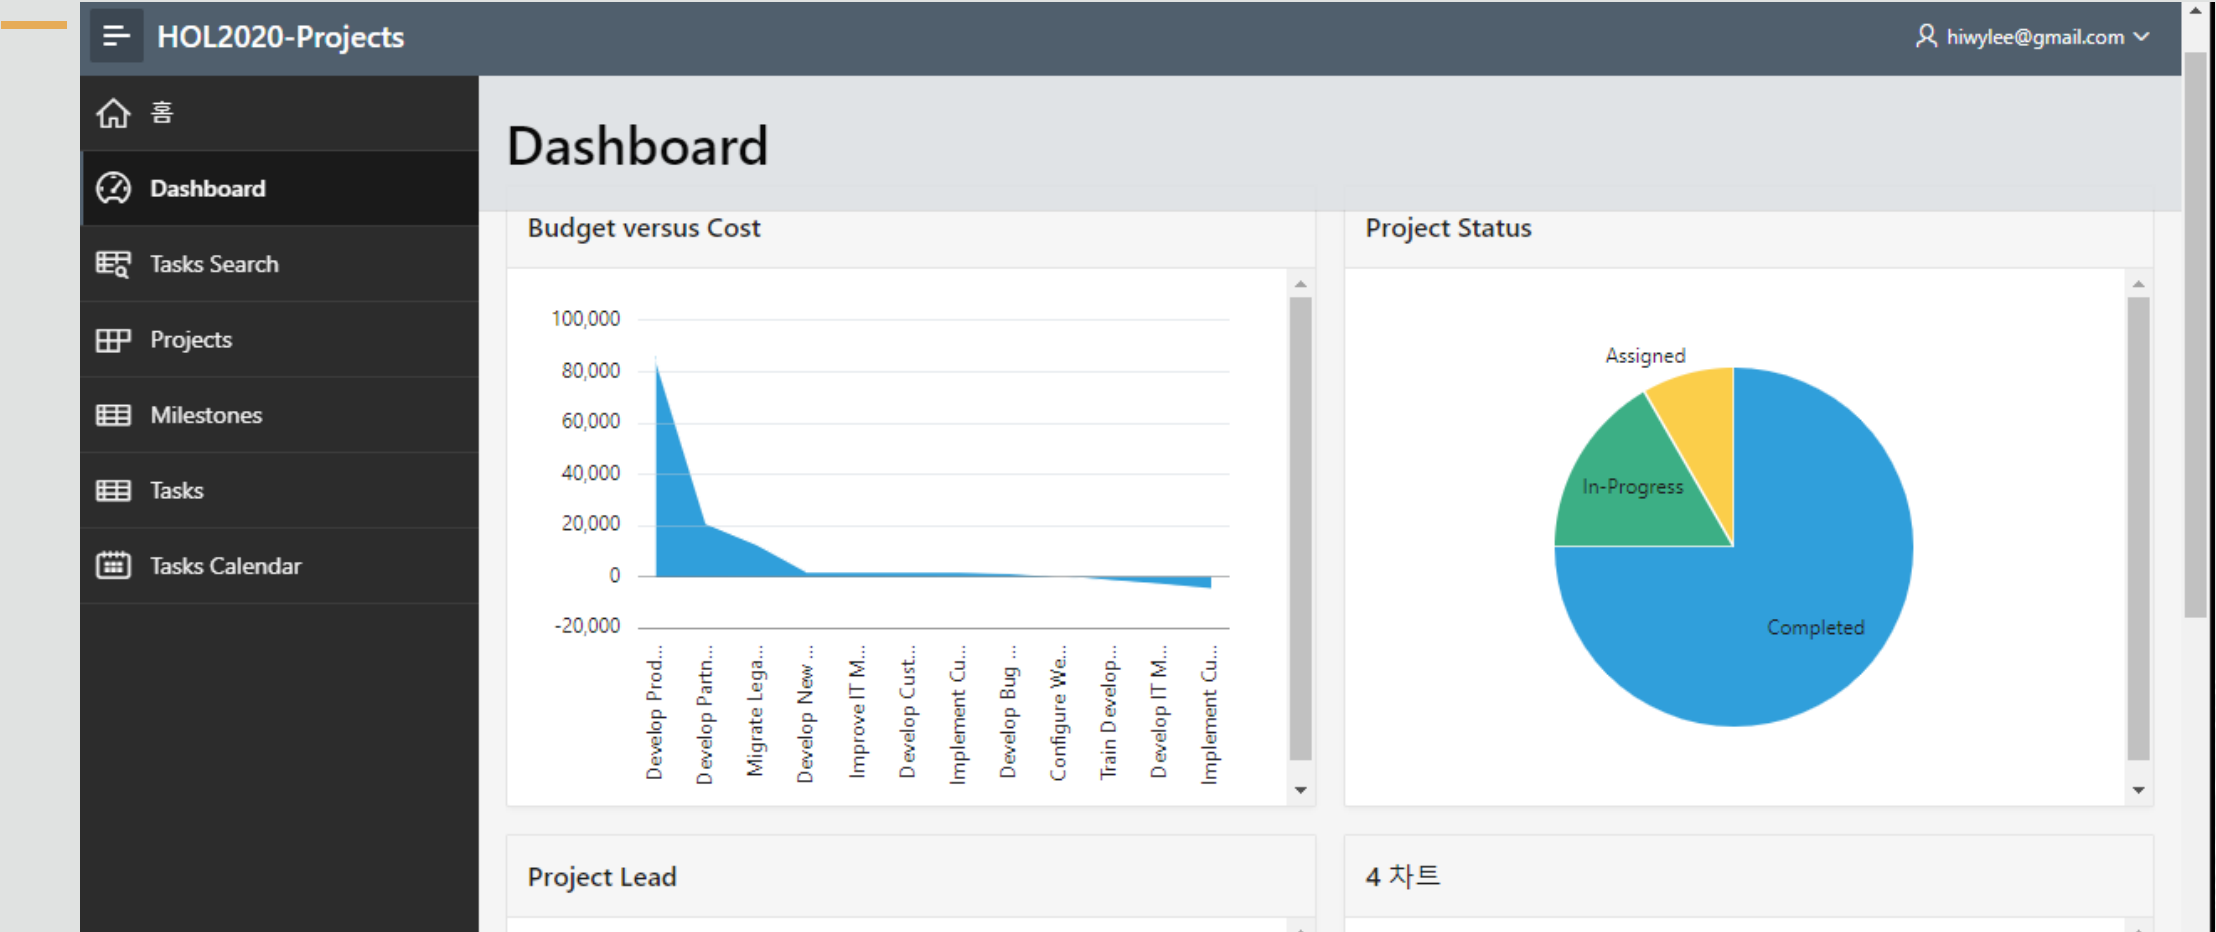 HOL2020-Projects
hiwylee@gmail.com
홈
Dashboard
Tasks Search
Projects
Milestones
Tasks
Tasks Calendar
Dashboard
Budget versus Cost
100,000
80,000
60,000
40,000
20,000
0
-20,000
Develop Prod...
Develop Partn...
Migrate Lega...
Develop New ...
Improve IT M...
Develop Cust...
Implement Cu...
Develop Bug ...
Configure We...
Train Develop...
Develop IT M...
Implement Cu...
Project Status
Assigned
In-Progress
Completed
Project Lead
4 차트